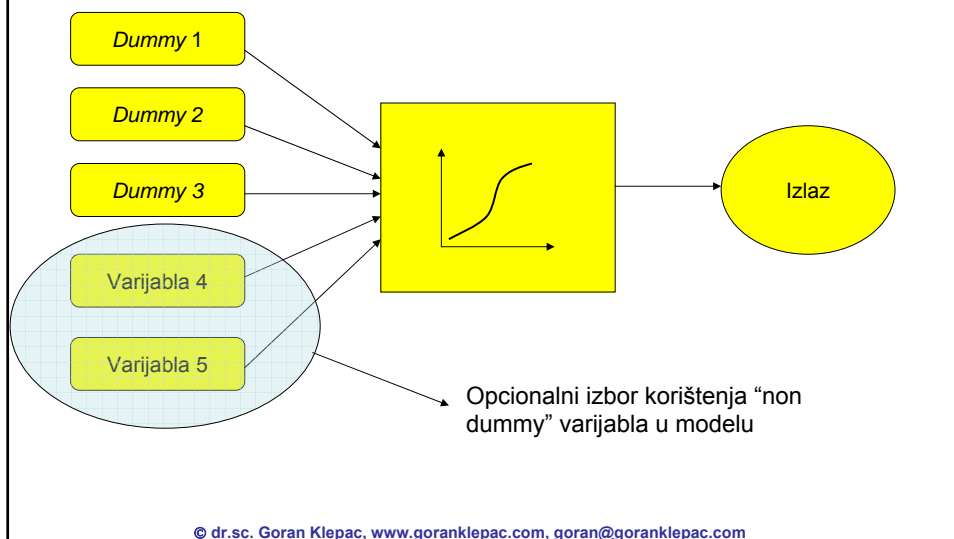 Dummy 1
Dummy 2
Dummy 3
Varijabla 4
Varijabla 5
Izlaz
Opcionalni izbor korištenja “non
dummy” varijabla u modelu
© dr.sc. Goran Klepac, www.goranklepac.com, goran@goranklepac.com